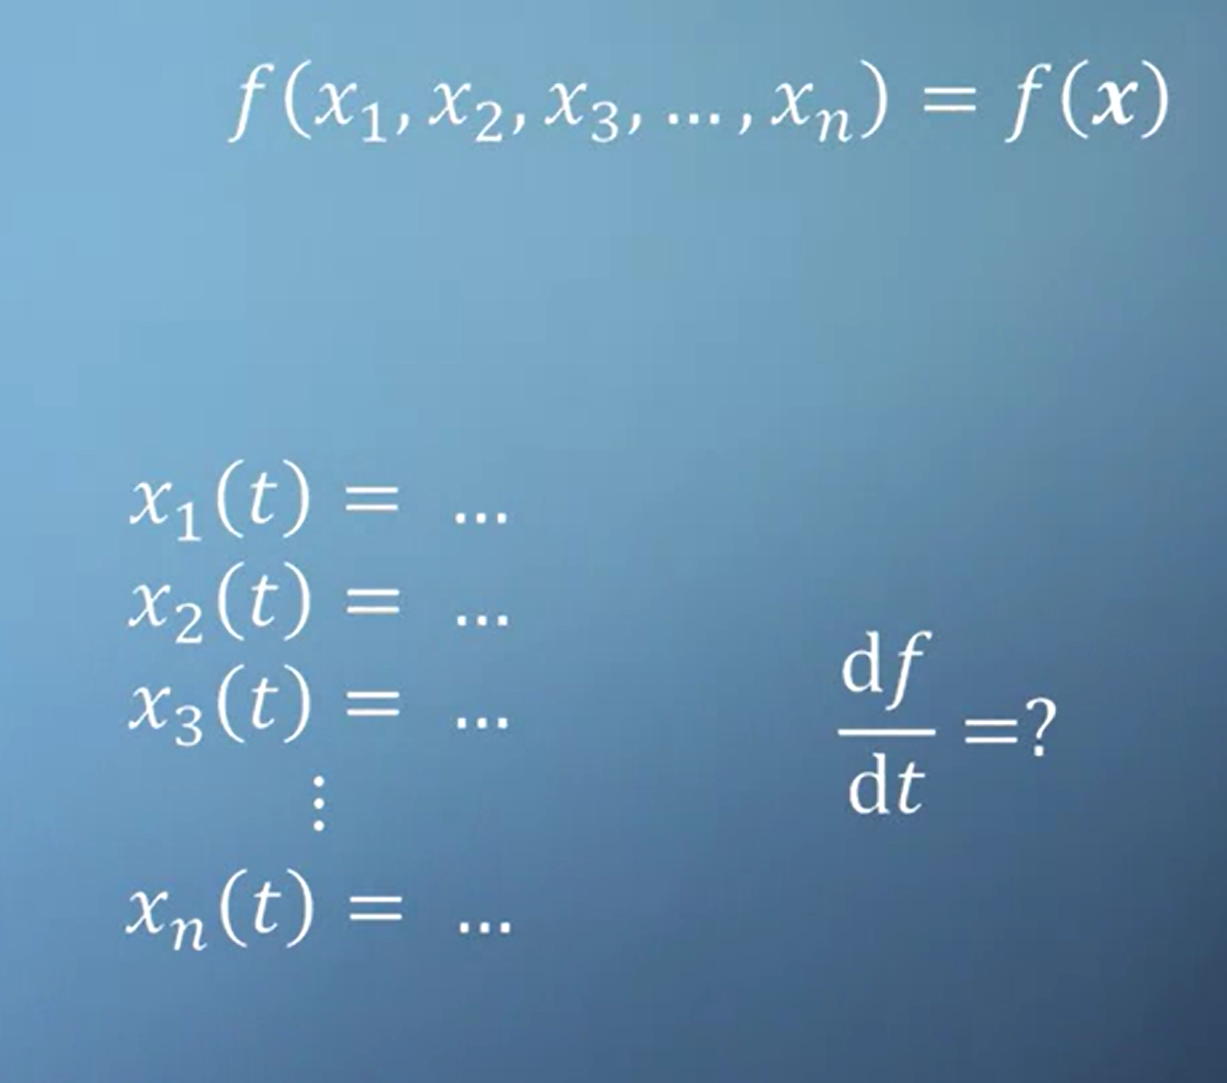 f(x₁, x₂, x₃, ..., xₙ) = f(𝒙)
x₁(t) = ...
x₂(t) = ...
x₃(t) = ...
⋮
xₙ(t) = ...
df/dt =?